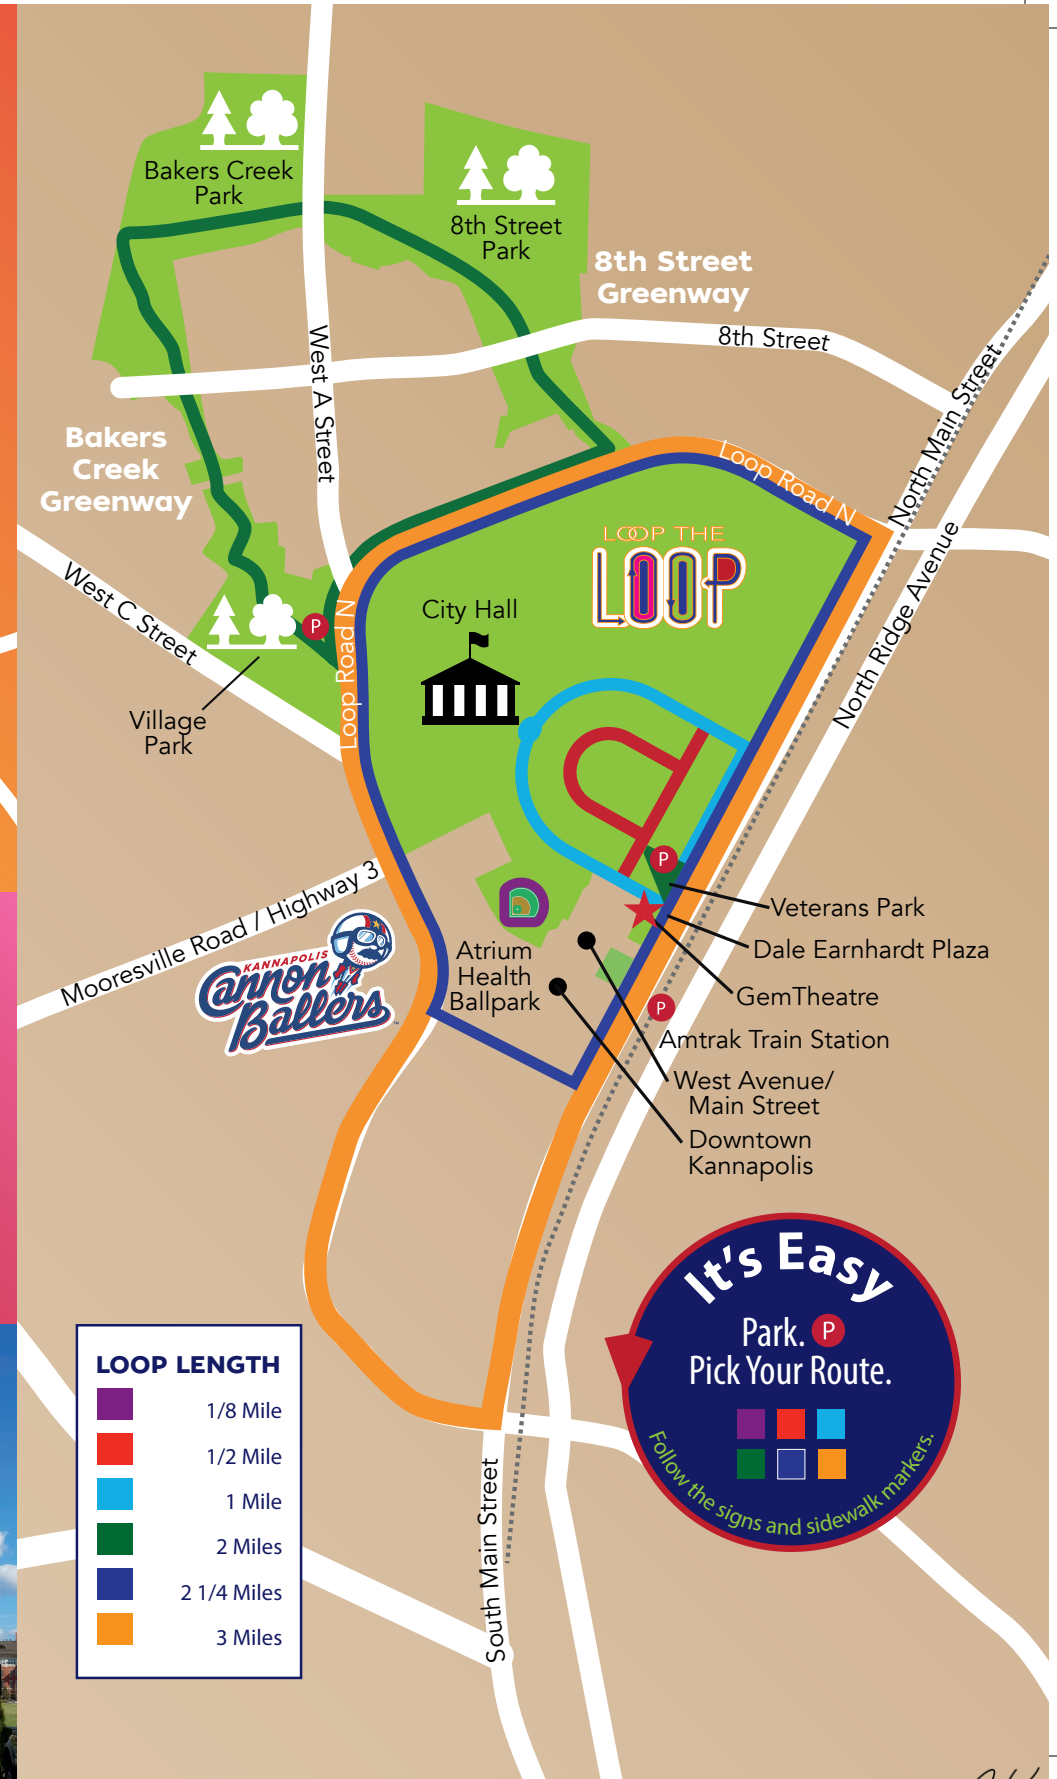 Bakers Creek
Park
8th Street
Park
8th Street
Greenway
8th Street
West A Street
North Main Street
Bakers
Creek
Greenway
Loop Road N
North Ridge Avenue
LOOP THE
LOOP
West C Street
City Hall
P
Loop Road N
Village
Park
P
Mooresville Road / Highway 3
Veterans Park
Dale Earnhardt Plaza
GemTheatre
Atrium
Health
Ballpark
KANNAPOLIS
Cannon
Ballers
™
P
Amtrak Train Station
West Avenue/
Main Street
Downtown
Kannapolis
It's Easy
Park. P
Pick Your Route.
Follow the signs and sidewalk markers.
LOOP LENGTH
1/8 Mile
1/2 Mile
1 Mile
2 Miles
2 1/4 Miles
3 Miles
South Main Street